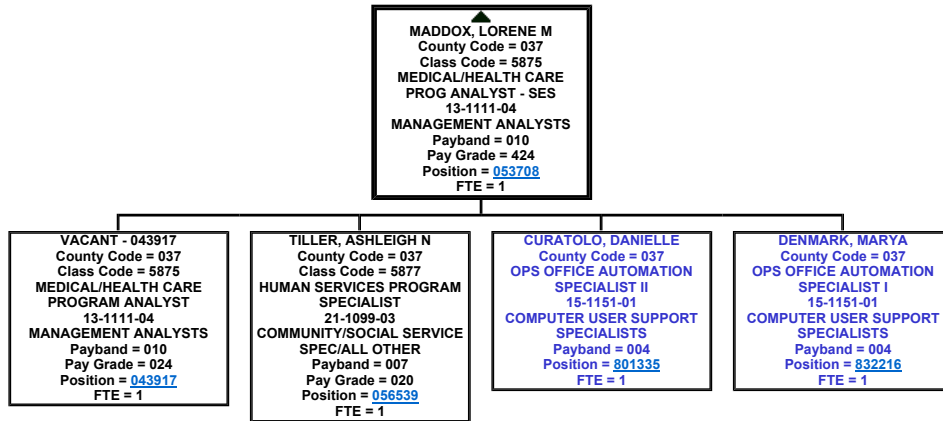 MADDOX, LORENE M
County Code = 037
Class Code = 5875
MEDICAL/HEALTH CARE
PROG ANALYST - SES
13-1111-04
MANAGEMENT ANALYSTS
Payband = 010
Pay Grade = 424
Position = 053708
FTE = 1
VACANT - 043917
County Code = 037
Class Code = 5875
MEDICAL/HEALTH CARE
PROGRAM ANALYST
13-1111-04
MANAGEMENT ANALYSTS
Payband = 010
Pay Grade = 024
Position = 043917
FTE = 1
TILLER, ASHLEIGH N
County Code = 037
Class Code = 5877
HUMAN SERVICES PROGRAM
SPECIALIST
21-1099-03
COMMUNITY/SOCIAL SERVICE
SPEC/ALL OTHER
Payband = 007
Pay Grade = 020
Position = 056539
FTE = 1
CURATOLO, DANIELLE
County Code = 037
OPS OFFICE AUTOMATION
SPECIALIST II
15-1151-01
COMPUTER USER SUPPORT
SPECIALISTS
Payband = 004
Position = 801335
FTE = 1
DENMARK, MARYA
County Code = 037
OPS OFFICE AUTOMATION
SPECIALIST I
15-1151-01
COMPUTER USER SUPPORT
SPECIALISTS
Payband = 004
Position = 832216
FTE = 1